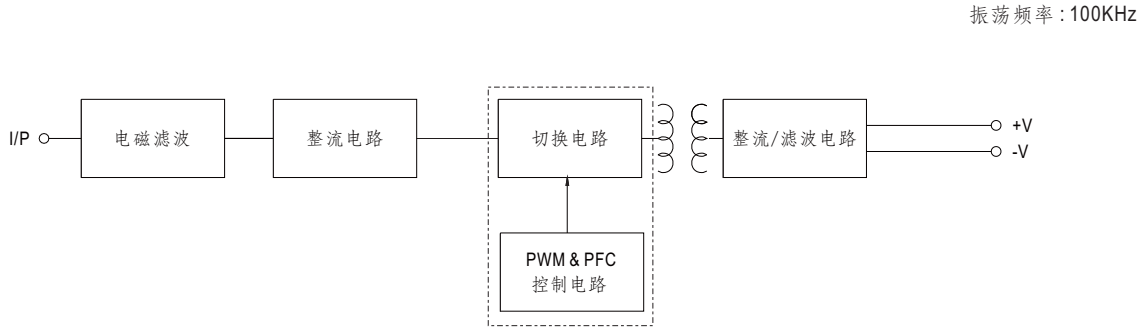 振荡频率:100KHz
I/P
电磁滤波
整流电路
切换电路
整流/滤波电路
+V
-V
PWM & PFC
控制电路